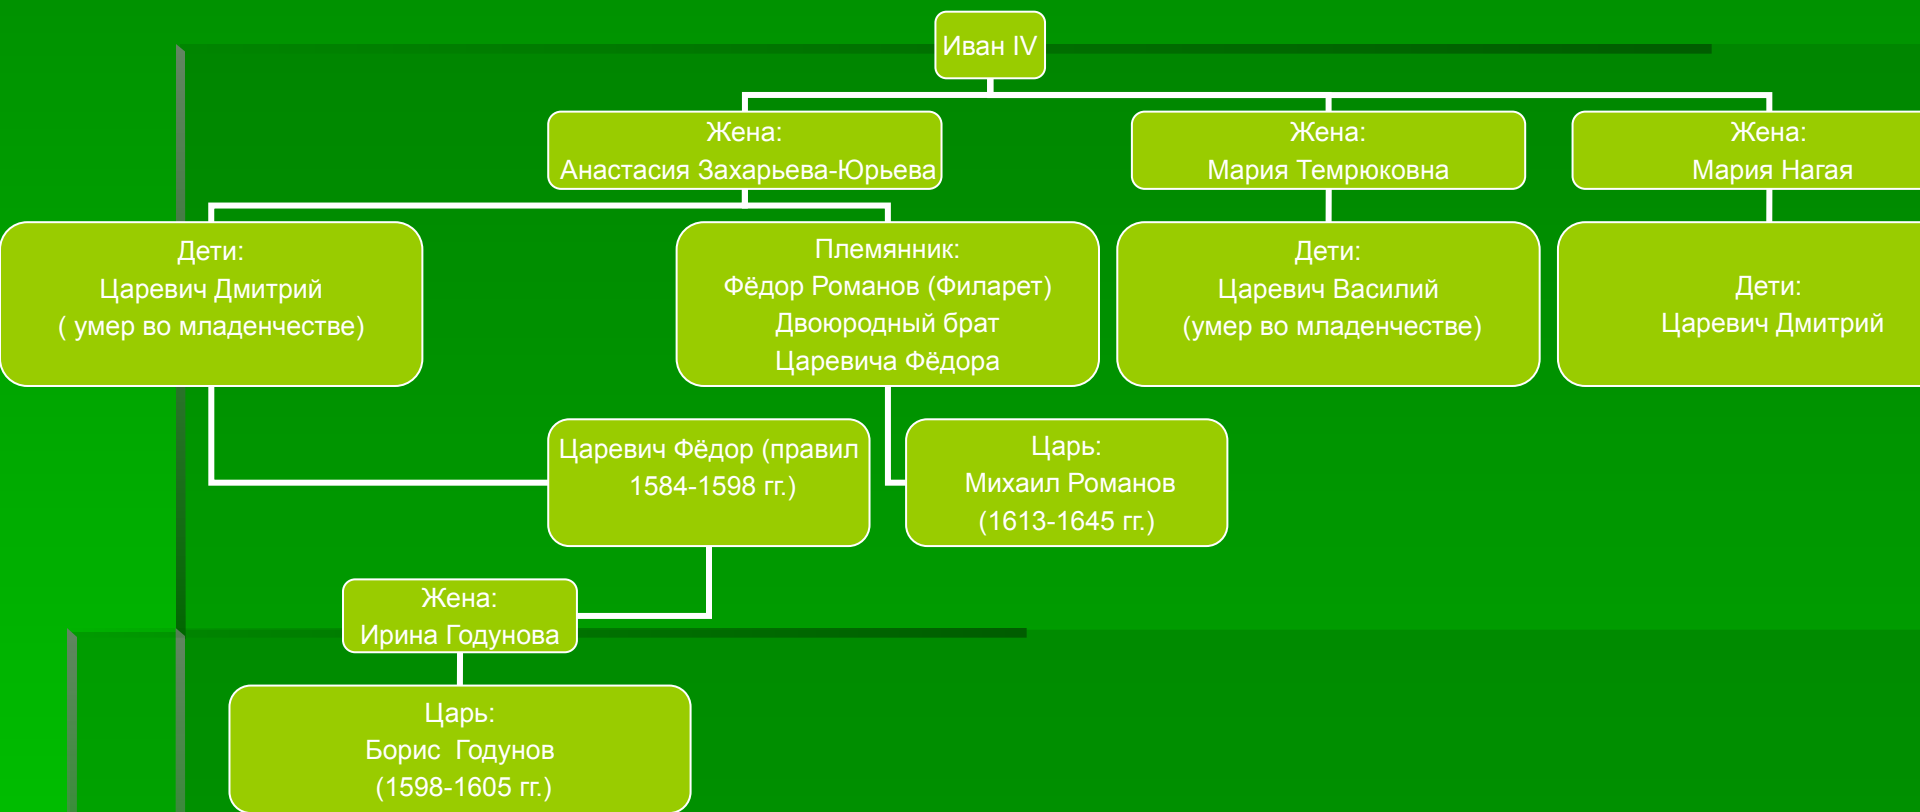 Иван IV
Жена:
Анастасия Захарьева-Юрьева
Жена:
Мария Темрюковна
Жена:
Мария Нагая
Дети:
Царевич Дмитрий
( умер во младенчестве)
Племянник:
Фёдор Романов (Филарет)
Двоюродный брат
Царевича Фёдора
Дети:
Царевич Василий
(умер во младенчестве)
Дети:
Царевич Дмитрий
Царевич Фёдор (правил
1584-1598 гг.)
Царь:
Михаил Романов
(1613-1645 гг.)
Жена:
Ирина Годунова
Царь:
Борис  Годунов
(1598-1605 гг.)